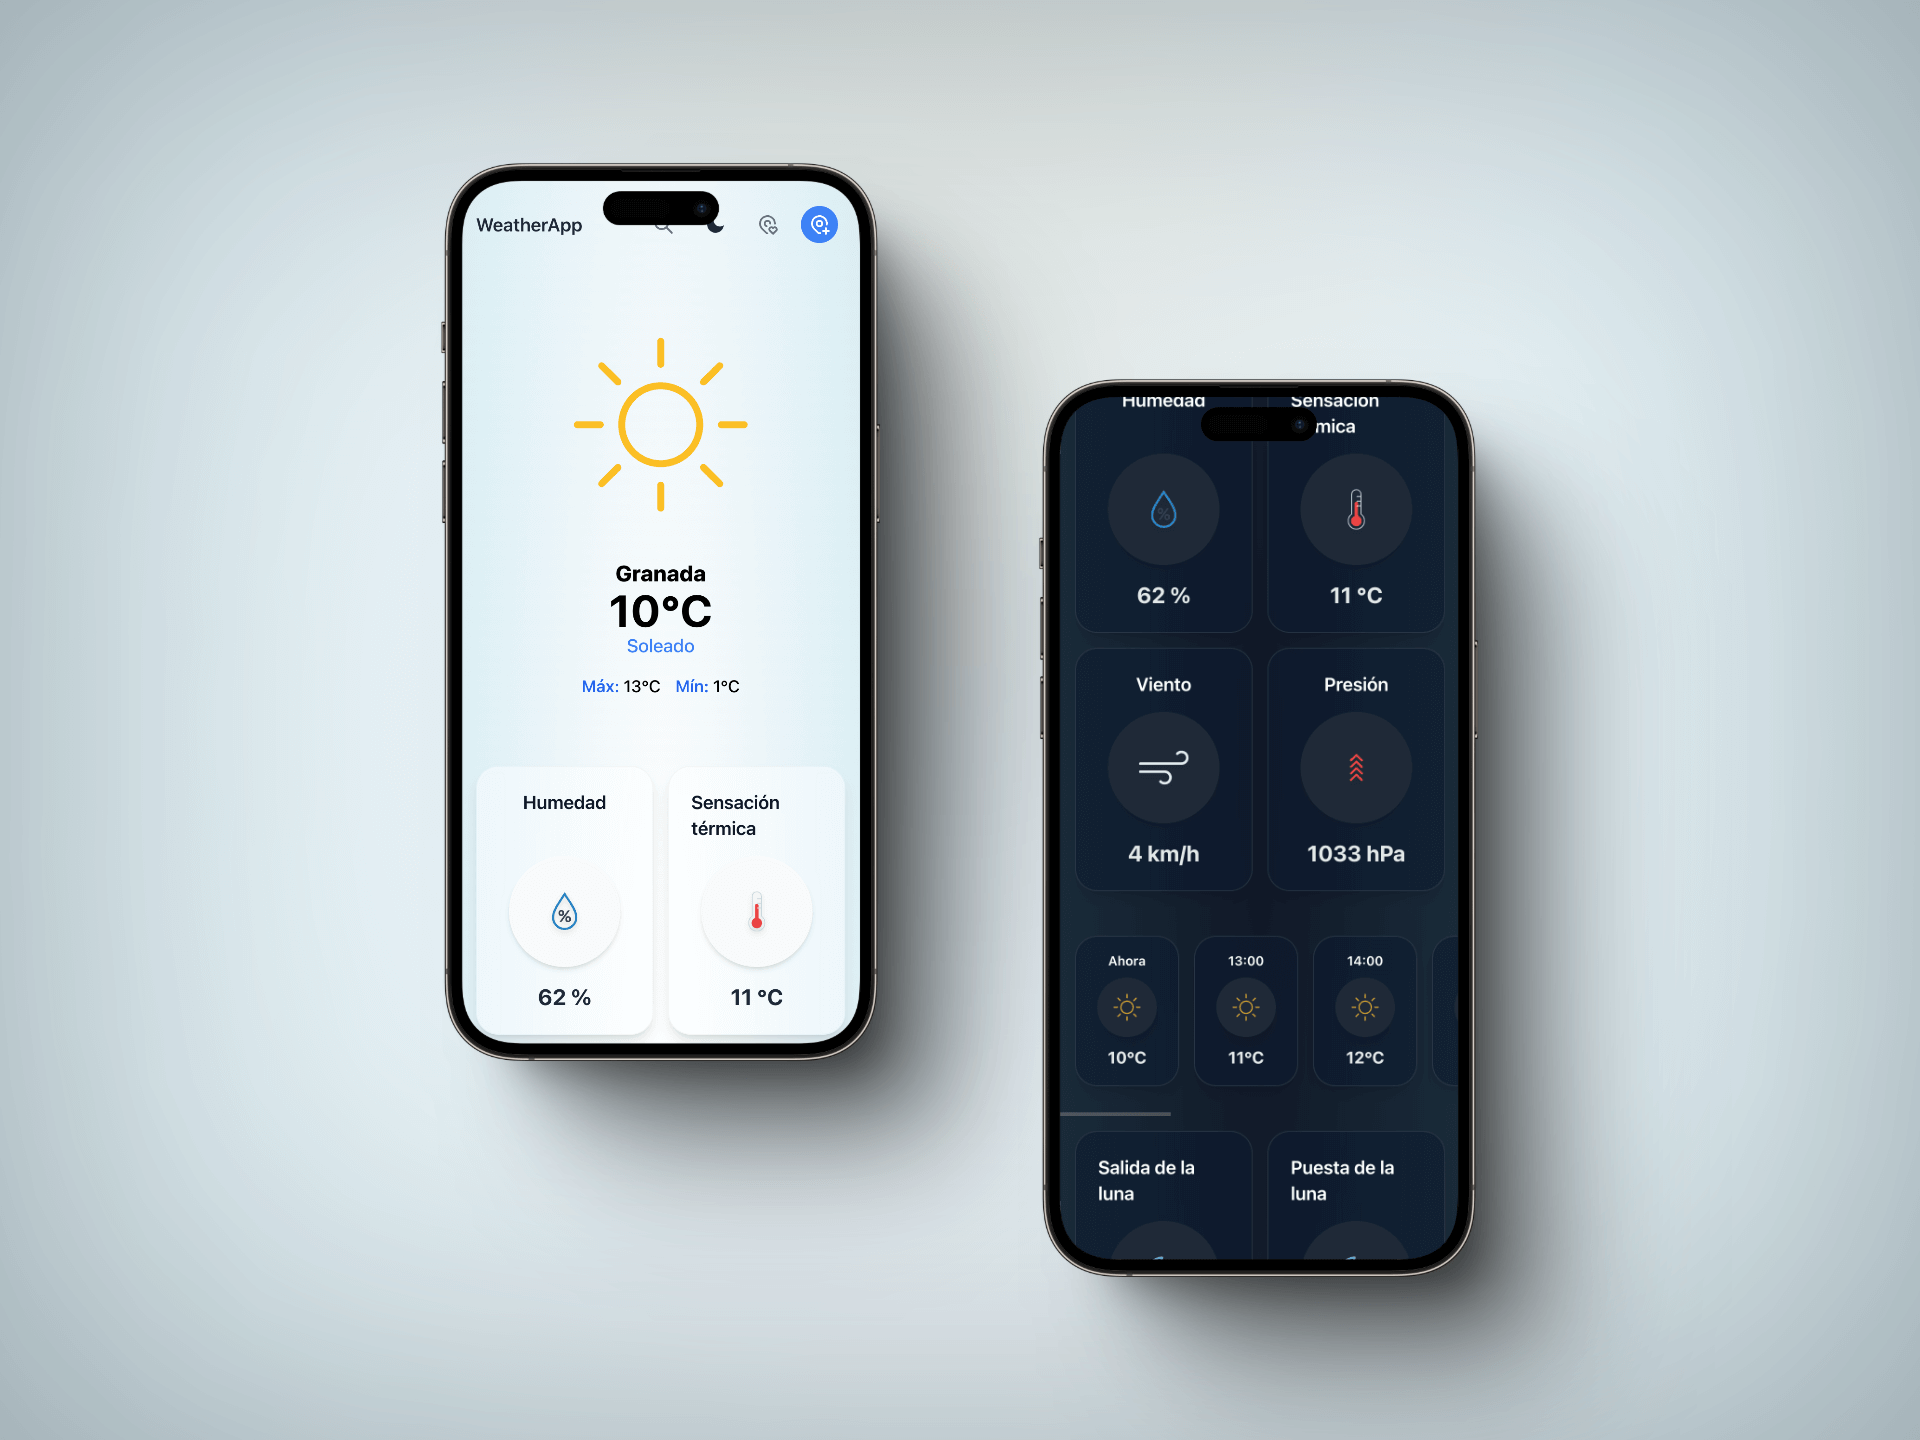 WeatherApp
Granada
10°C
Soleado
Máx: 13°C Mín: 1°C
Humedad
Sensación
térmica
%
62 %
11 °C
Humedad
Sensación
mica
%
62 %
11 °C
Viento
Presión
4 km/h
1033 hPa
Ahora
13:00
14:00
10°C
11°C
12°C
Salida de la
luna
Puesta de la
luna